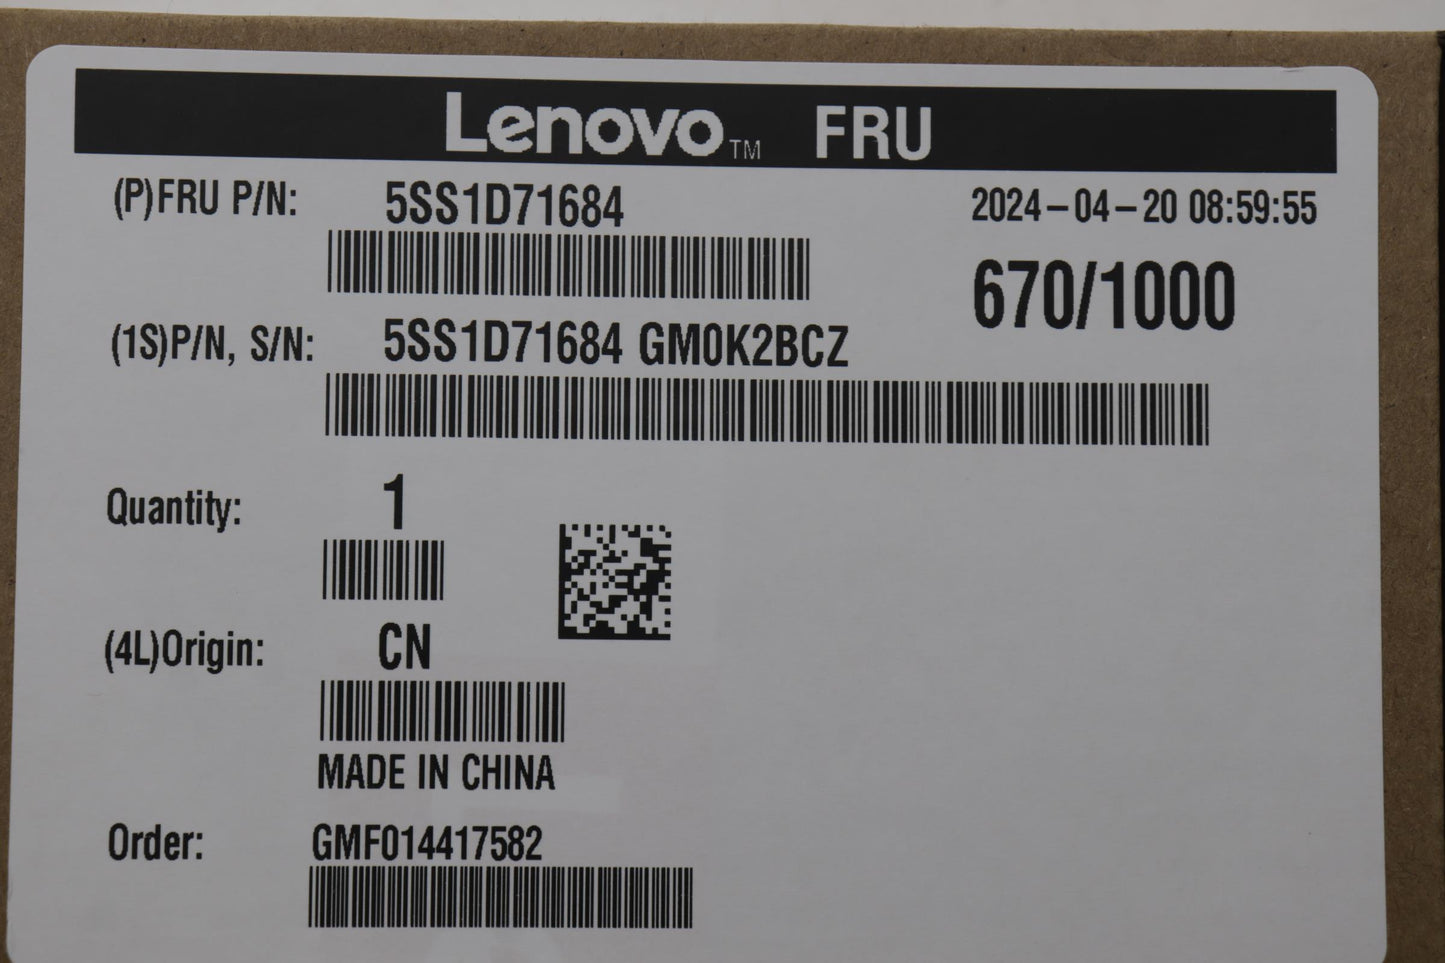 Lenovo™ FRU
(P)FRU P/N: 5SS1D71684
2024-04-20 08:59:55
670/1000
(1S)P/N, S/N: 5SS1D71684 GM0K2BCZ
Quantity: 1
(4L)Origin: CN
MADE IN CHINA
Order: GMF014417582